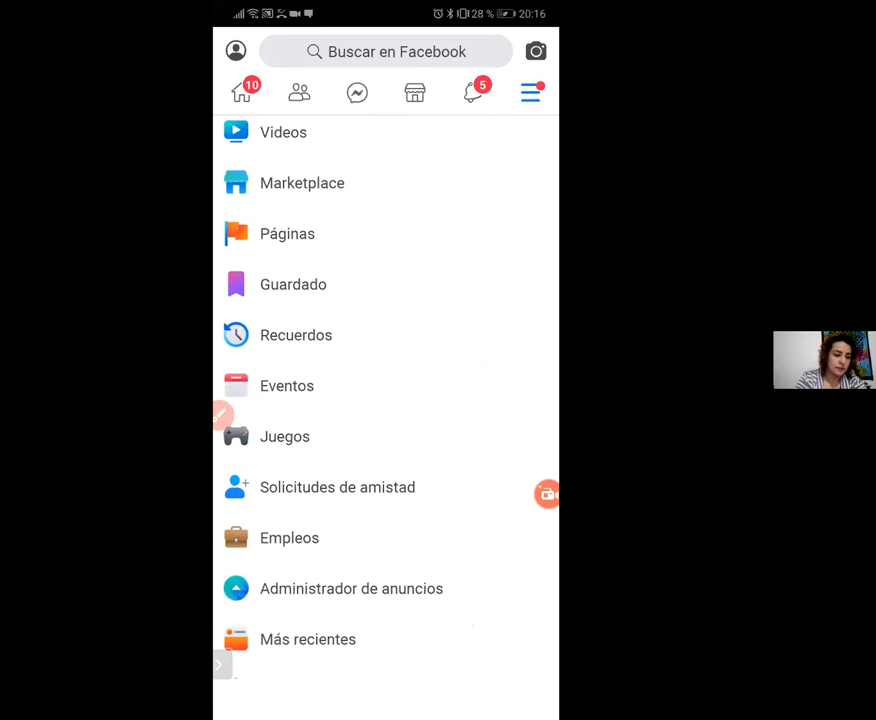 28 % 20:16
Buscar en Facebook
10
5
Videos
Marketplace
Páginas
Guardado
Recuerdos
Eventos
Juegos
Solicitudes de amistad
Empleos
Administrador de anuncios
Más recientes